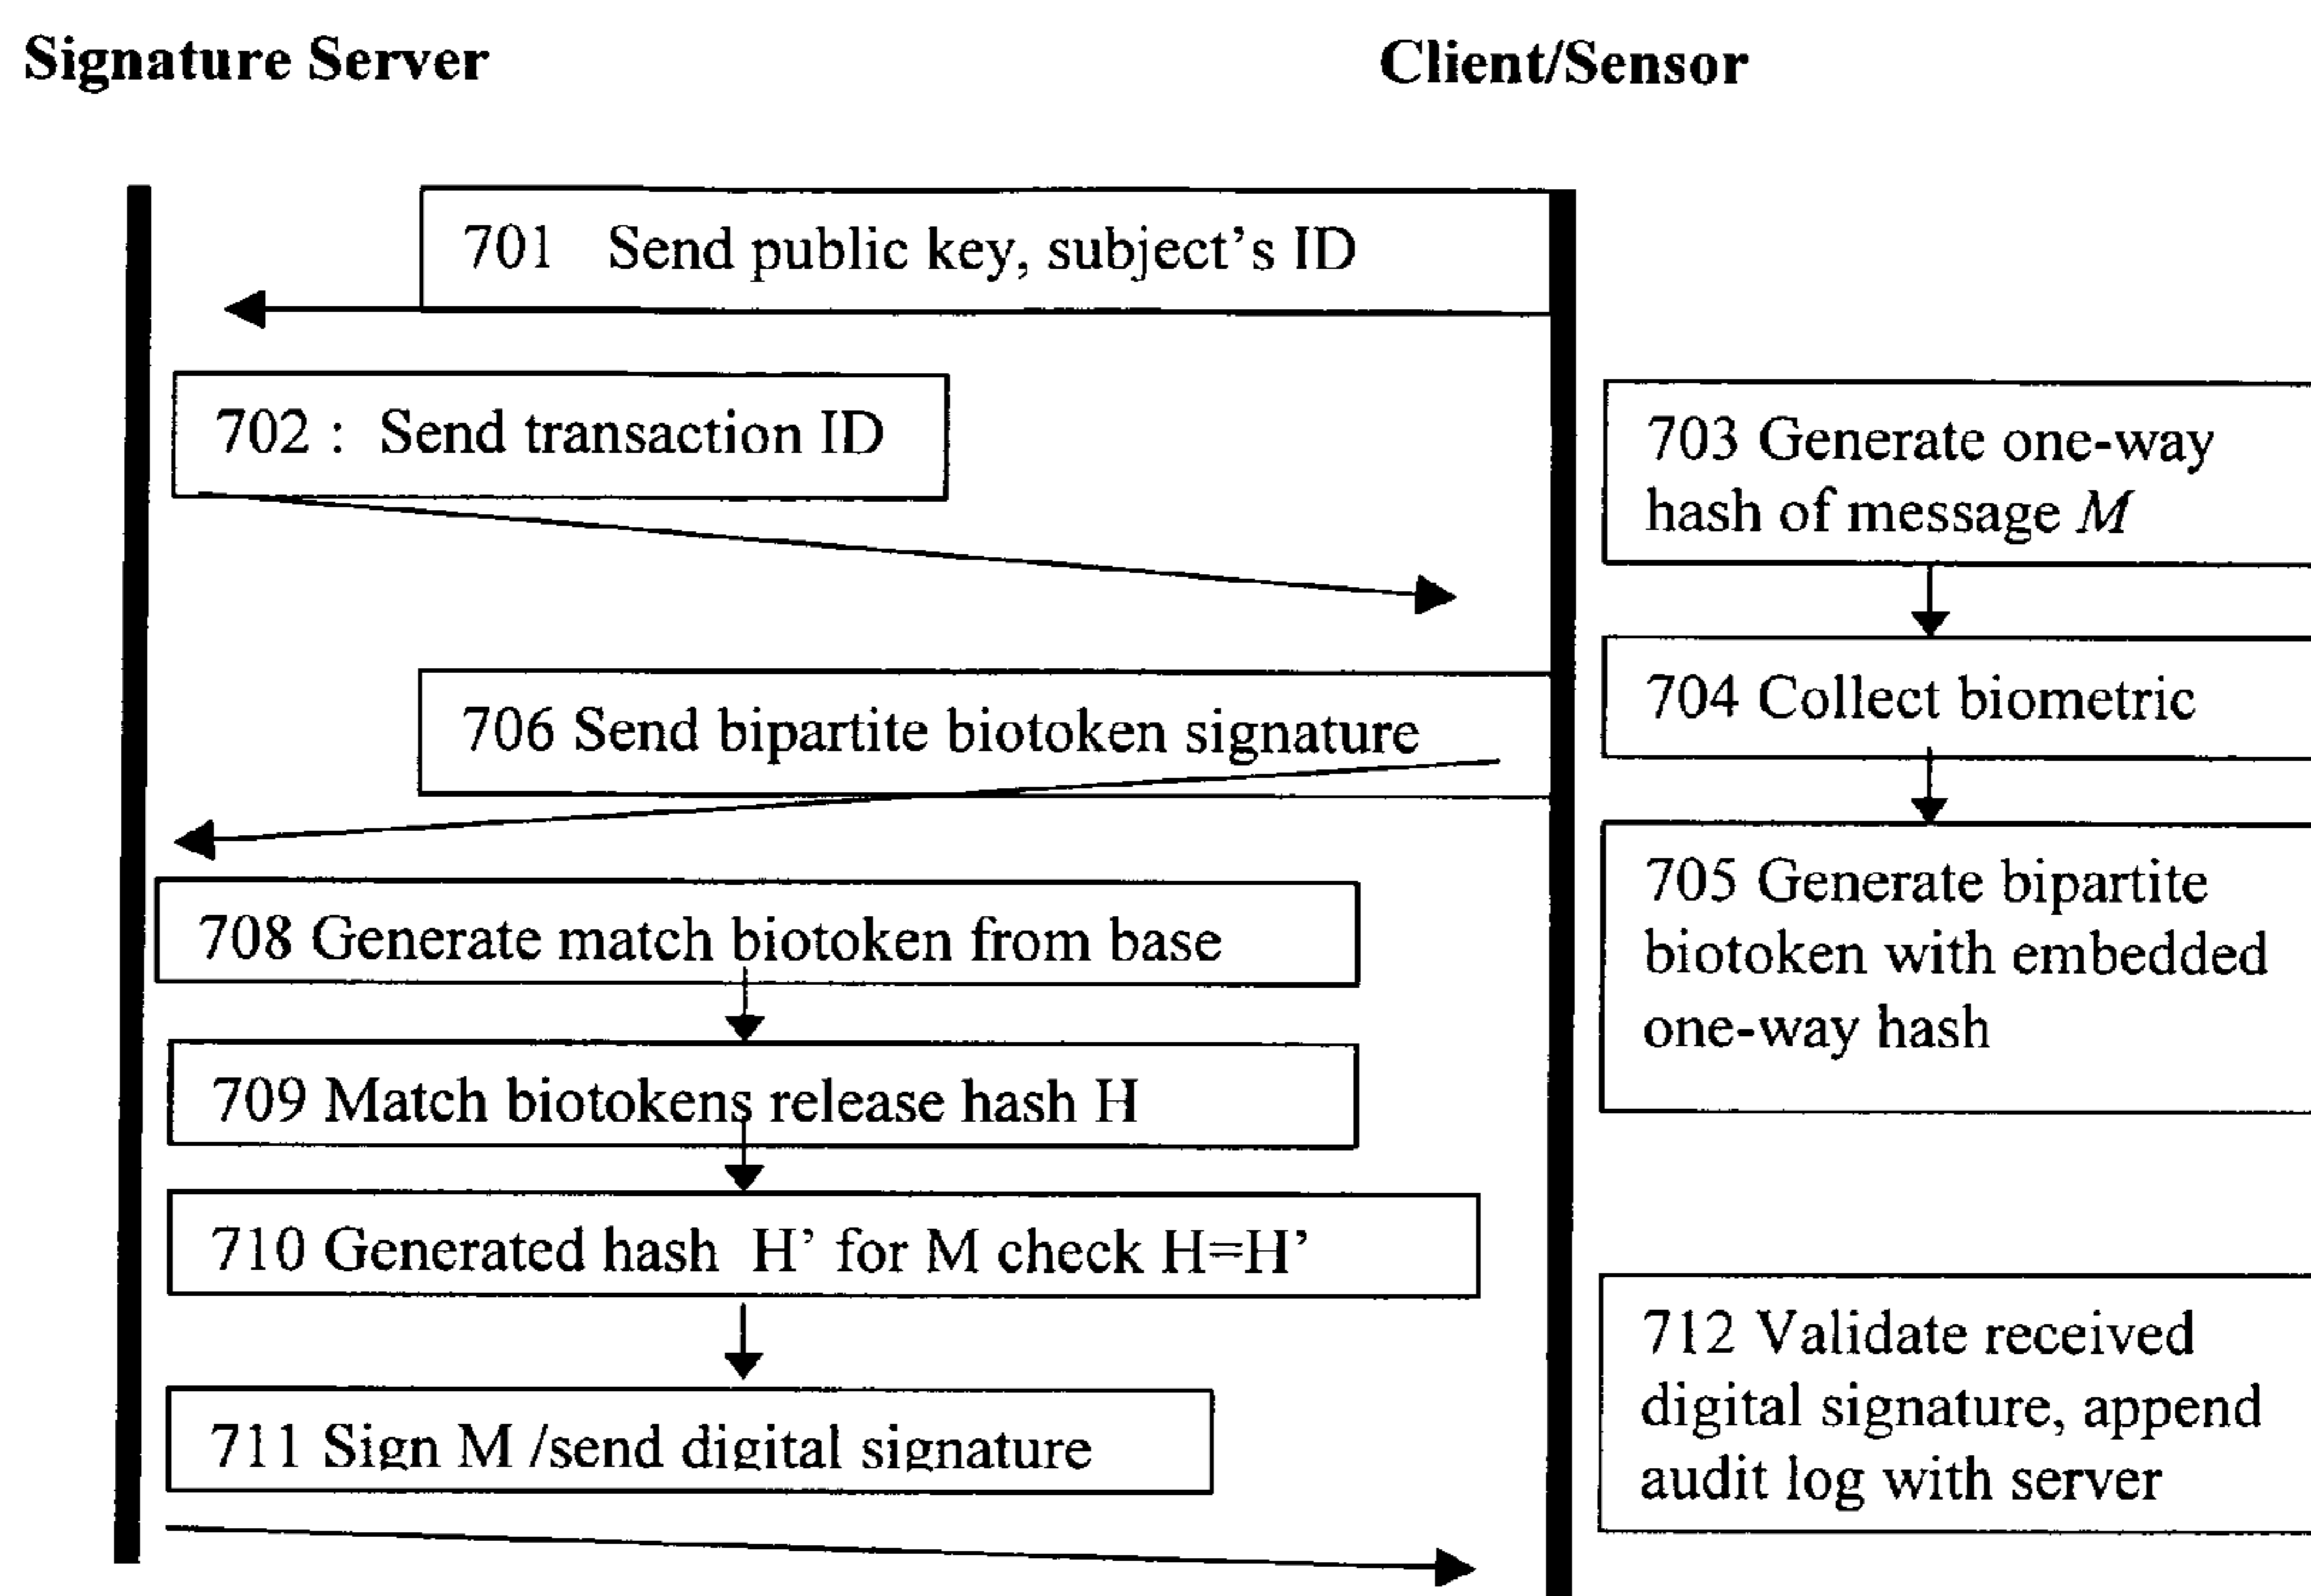 Signature Server
Client/Sensor
701 Send public key, subject's ID
702 : Send transaction ID
703 Generate one-way
hash of message M
704 Collect biometric
705 Generate bipartite
biotoken with embedded
one-way hash
706 Send bipartite biotoken signature
708 Generate match biotoken from base
709 Match biotokens release hash H
710 Generated hash H’ for M check H=H’
711 Sign M /send digital signature
712 Validate received
digital signature, append
audit log with server